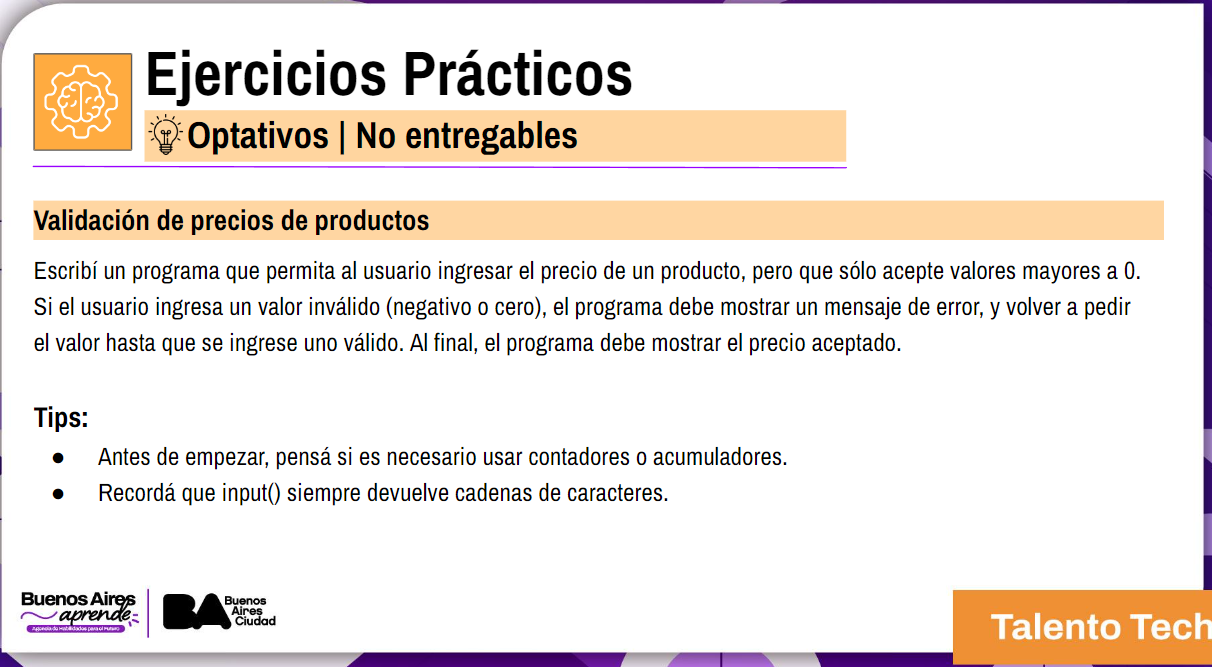 Ejercicios Prácticos
Optativos | No entregables
Validación de precios de productos
Escribí un programa que permita al usuario ingresar el precio de un producto, pero que sólo acepte valores mayores a 0.
Si el usuario ingresa un valor inválido (negativo o cero), el programa debe mostrar un mensaje de error, y volver a pedir
el valor hasta que se ingrese uno válido. Al final, el programa debe mostrar el precio aceptado.
Tips:
● Antes de empezar, pensá si es necesario usar contadores o acumuladores.
● Recordá que input() siempre devuelve cadenas de caracteres.
Buenos Aires
aprende
Agencia de Habilidades para el Futuro
BA
Buenos
Aires
Ciudad
Talento Tech